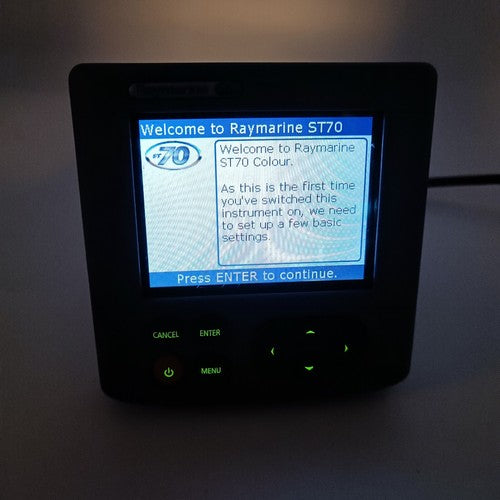 Raymarine
Welcome to Raymarine ST70
ST70
Welcome to Raymarine
ST70 Colour.
As this is the first time
you've switched this
instrument on, we need
to set up a few basic
settings.
Press ENTER to continue.
CANCEL ENTER
MENU